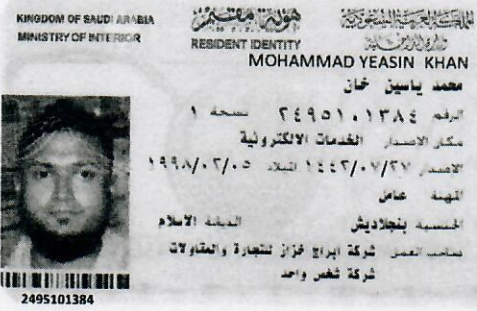 KINGDOM OF SAUDI ARABIA
MINISTRY OF INTERIOR
هوية مقيم
RESIDENT IDENTITY
المملكة العربية السعودية
وزارة الداخلية
MOHAMMAD YEASIN KHAN
محمد ياسين خان
الرقم ٢٤٩٥١٠١٣٨٤ نسخة ١
مكان الاصدار الخدمات الالكترونية
الاصدار ١٤٤٢/٠٧/٢٧ الميلاد ١٩٩٨/٠٢/٠٥
المهنة عامل
الجنسية بنجلاديش الديانة الاسلام
صاحب العمل شركة ابراج خزاز للتجارة والمقاولات
شركة شخص واحد
2495101384